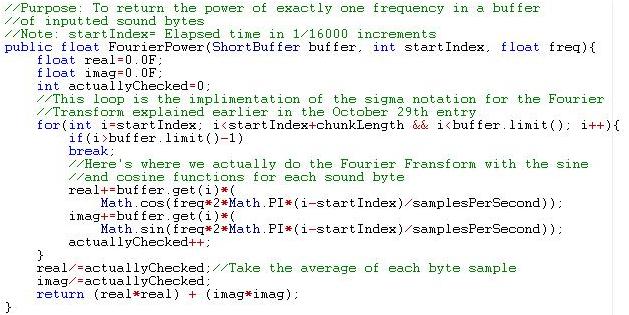 //Purpose: To return the power of exactly one frequency in a buffer
//of inputted sound bytes
//Note: startIndex= Elapsed time in 1/16000 increments
public float FourierPower(ShortBuffer buffer, int startIndex, float freq){
    float real=0.0F;
    float imag=0.0F;
    int actuallyChecked=0;
    //This loop is the implimentation of the sigma notation for the Fourier
    //Transform explained earlier in the October 29th entry
    for(int i=startIndex; i<startIndex+chunkLength && i<buffer.limit(); i++){
        if(i>buffer.limit()-1)
        break;
        //Here's where we actually do the Fourier Fransform with the sine
        //and cosine functions for each sound byte
        real+=buffer.get(i)*(
            Math.cos(freq*2*Math.PI*(i-startIndex)/samplesPerSecond));
        imag+=buffer.get(i)*(
            Math.sin(freq*2*Math.PI*(i-startIndex)/samplesPerSecond));
        actuallyChecked++;
    }
    real/=actuallyChecked;//Take the average of each byte sample
    imag/=actuallyChecked;
    return (real*real) + (imag*imag);
}